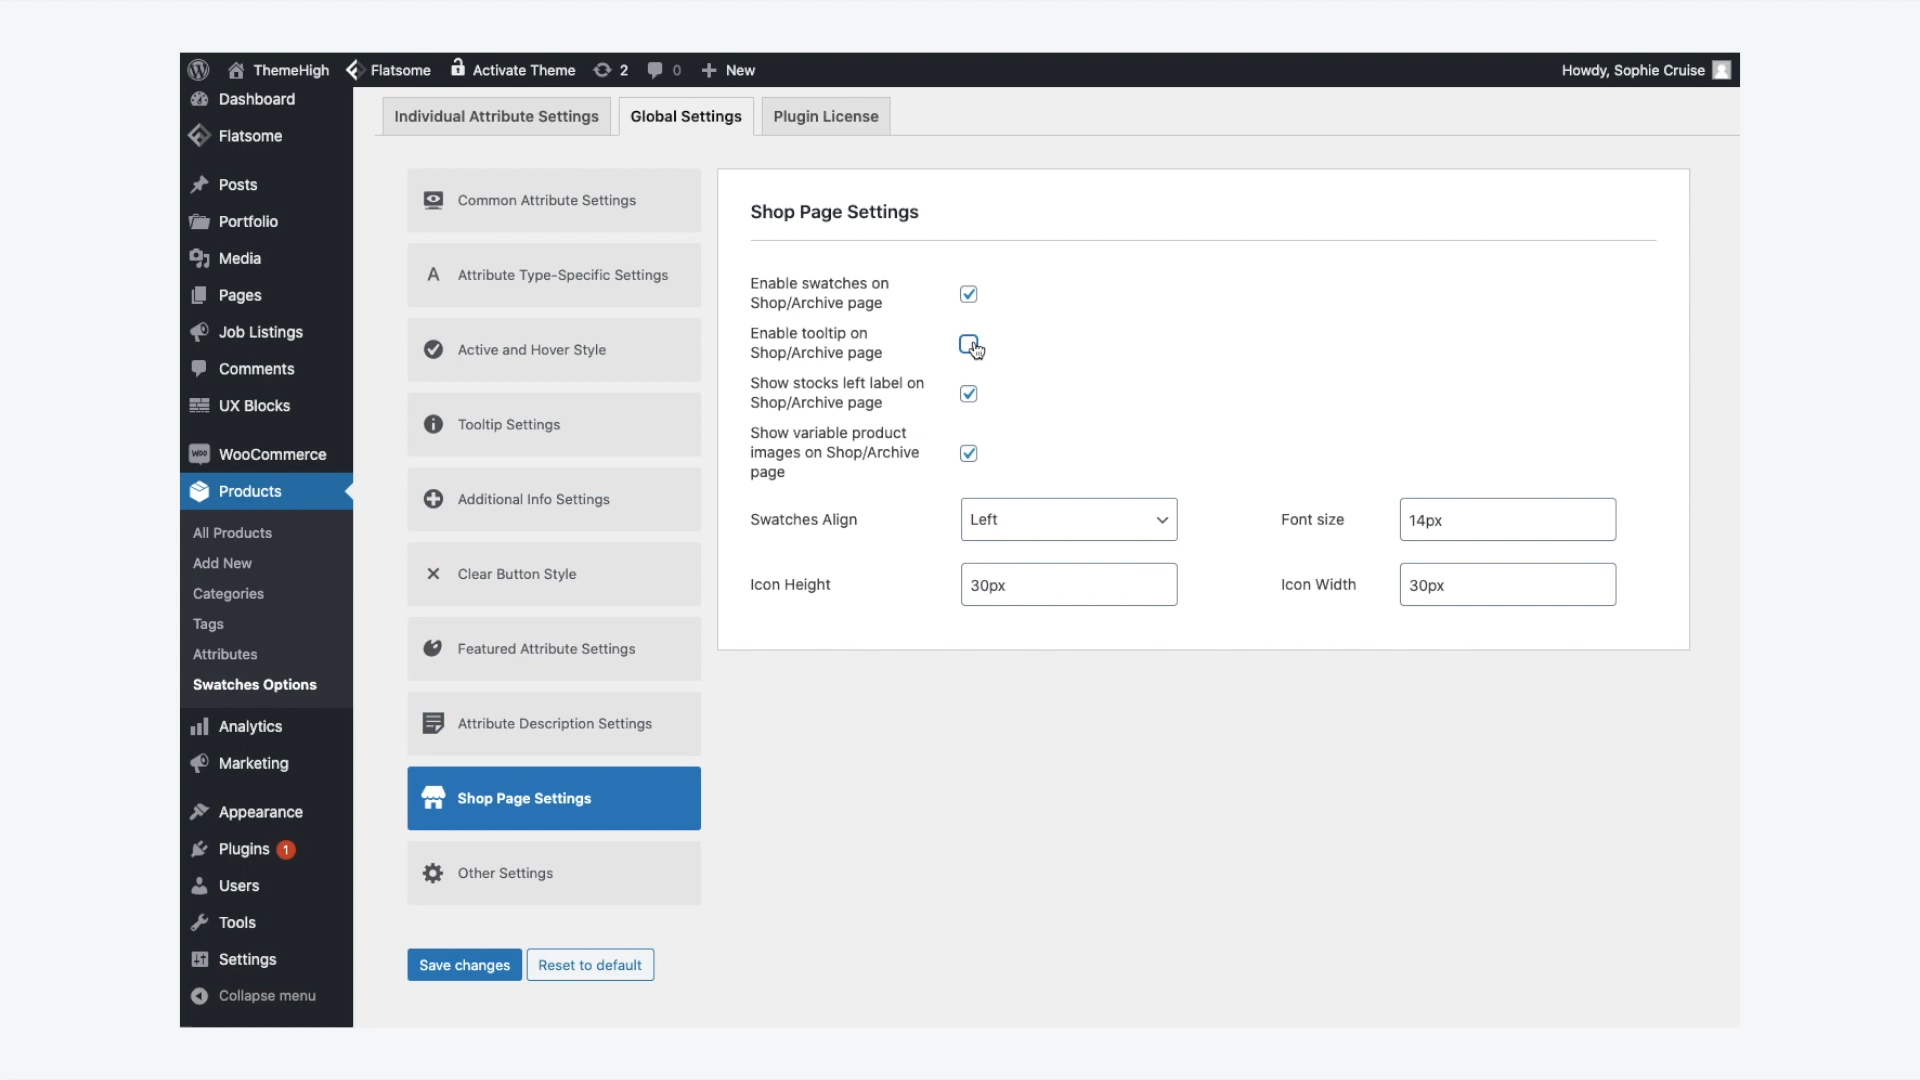 ThemeHigh Flatsome Activate Theme 2 0 New Howdy, Sophie Cruise
Dashboard
Flatsome
Posts
Portfolio
Media
Pages
Job Listings
Comments
UX Blocks
WooCommerce
Products
All Products
Add New
Categories
Tags
Attributes
Swatches Options
Analytics
Marketing
Appearance
Plugins 1
Users
Tools
Settings
Collapse menu
Individual Attribute Settings Global Settings Plugin License
Common Attribute Settings
Attribute Type-Specific Settings
Active and Hover Style
Tooltip Settings
Additional Info Settings
Clear Button Style
Featured Attribute Settings
Attribute Description Settings
Shop Page Settings
Other Settings
Save changes Reset to default
Shop Page Settings
Enable swatches on
Shop/Archive page
Enable tooltip on
Shop/Archive page
Show stocks left label on
Shop/Archive page
Show variable product
images on Shop/Archive
page
Swatches Align Left Font size 14px
Icon Height 30px Icon Width 30px